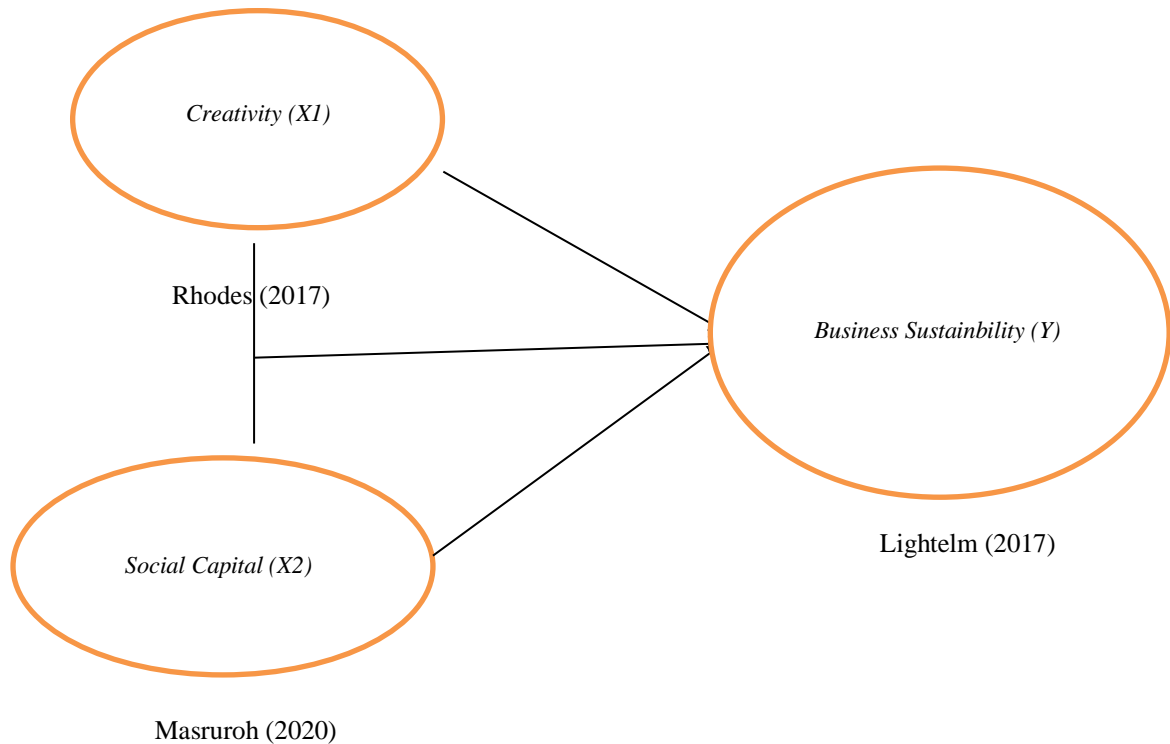 Creativity (X1)
Rhodes (2017)
Business Sustainbility (Y)
Lightelm (2017)
Social Capital (X2)
Masruroh (2020)